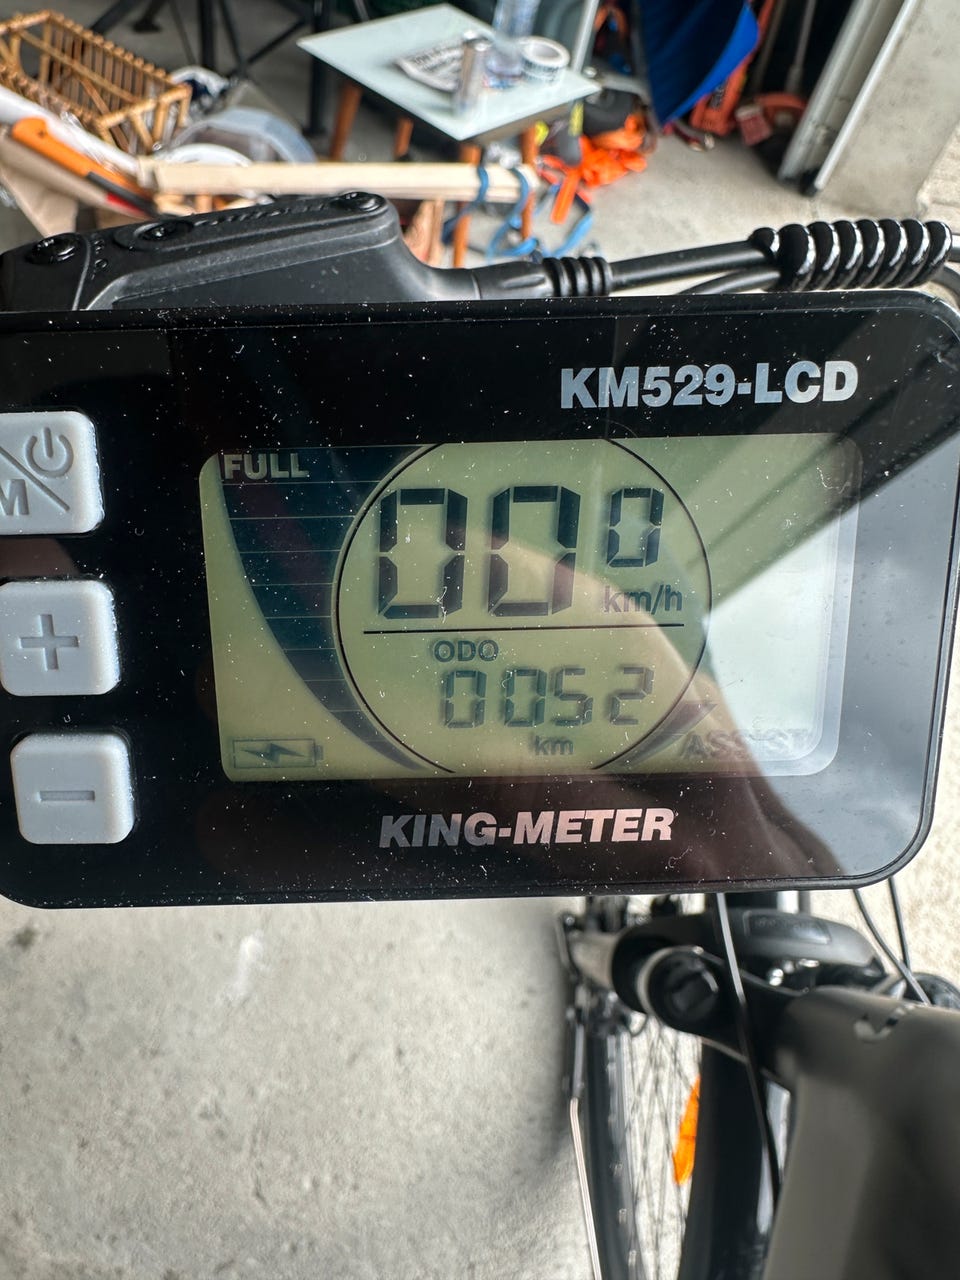 KM529-LCD
M
FULL
00.0
km/h
ODO
0052
km
ASSIST
KING-METER